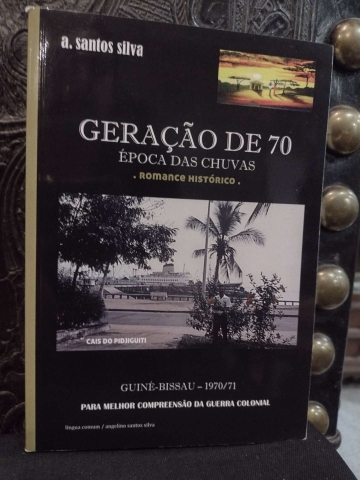 a. santos silva
GERAÇÃO DE 70
ÉPOCA DAS CHUVAS
. ROMANCE HISTÓRICO .
CAIS DO PIDJIGUITI
GUINÉ-BISSAU – 1970/71
PARA MELHOR COMPREENSÃO DA GUERRA COLONIAL
língua comum / angelino santos silva